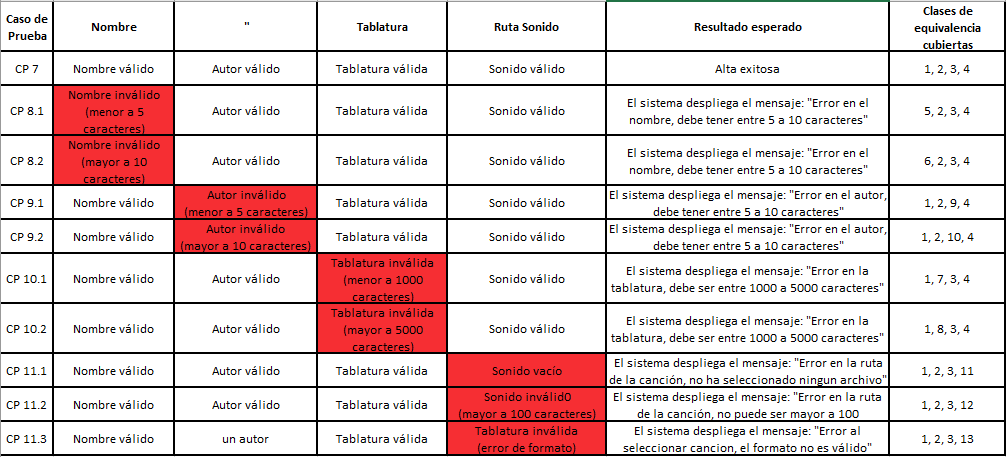 Caso de
Prueba
Nombre
"
Tablatura
Ruta Sonido
Resultado esperado
Clases de
equivalencia
cubiertas
CP 7
Nombre válido
Autor válido
Tablatura válida
Sonido válido
Alta exitosa
1, 2, 3, 4
CP 8.1
Nombre inválido
(menor a 5
caracteres)
Autor válido
Tablatura válida
Sonido válido
El sistema despliega el mensaje: "Error en el
nombre, debe tener entre 5 a 10 caracteres"
5, 2, 3, 4
CP 8.2
Nombre inválido
(mayor a 10
caracteres)
Autor válido
Tablatura válida
Sonido válido
El sistema despliega el mensaje: "Error en el
nombre, debe tener entre 5 a 10 caracteres"
6, 2, 3, 4
CP 9.1
Nombre válido
Autor inválido
(menor a 5 caracteres)
Tablatura válida
Sonido válido
El sistema despliega el mensaje: "Error en el autor,
debe tener entre 5 a 10 caracteres"
1, 2, 9, 4
CP 9.2
Nombre válido
Autor inválido
(mayor a 10 caracteres)
Tablatura válida
Sonido válido
El sistema despliega el mensaje: "Error en el autor,
debe tener entre 5 a 10 caracteres"
1, 2, 10, 4
CP 10.1
Nombre válido
Autor válido
Tablatura inválida
(menor a 1000
caracteres)
Sonido válido
El sistema despliega el mensaje: "Error en la
tablatura, debe ser entre 1000 a 5000 caracteres"
1, 7, 3, 4
CP 10.2
Nombre válido
Autor válido
Tablatura inválida
(mayor a 5000
caracteres)
Sonido válido
El sistema despliega el mensaje: "Error en la
tablatura, debe ser entre 1000 a 5000 caracteres"
1, 8, 3, 4
CP 11.1
Nombre válido
Autor válido
Tablatura válida
Sonido vacío
El sistema despliega el mensaje: "Error en la ruta
de la canción, no ha seleccionado ningun archivo"
1, 2, 3, 11
CP 11.2
Nombre válido
Autor válido
Tablatura válida
Sonido inválid0
(mayor a 100 caracteres)
El sistema despliega el mensaje: "Error en la ruta
de la canción, no puede ser mayor a 100
1, 2, 3, 12
CP 11.3
Nombre válido
un autor
Tablatura válida
Tablatura inválida
(error de formato)
El sistema despliega el mensaje: "Error al
seleccionar cancion, el formato no es válido"
1, 2, 3, 13